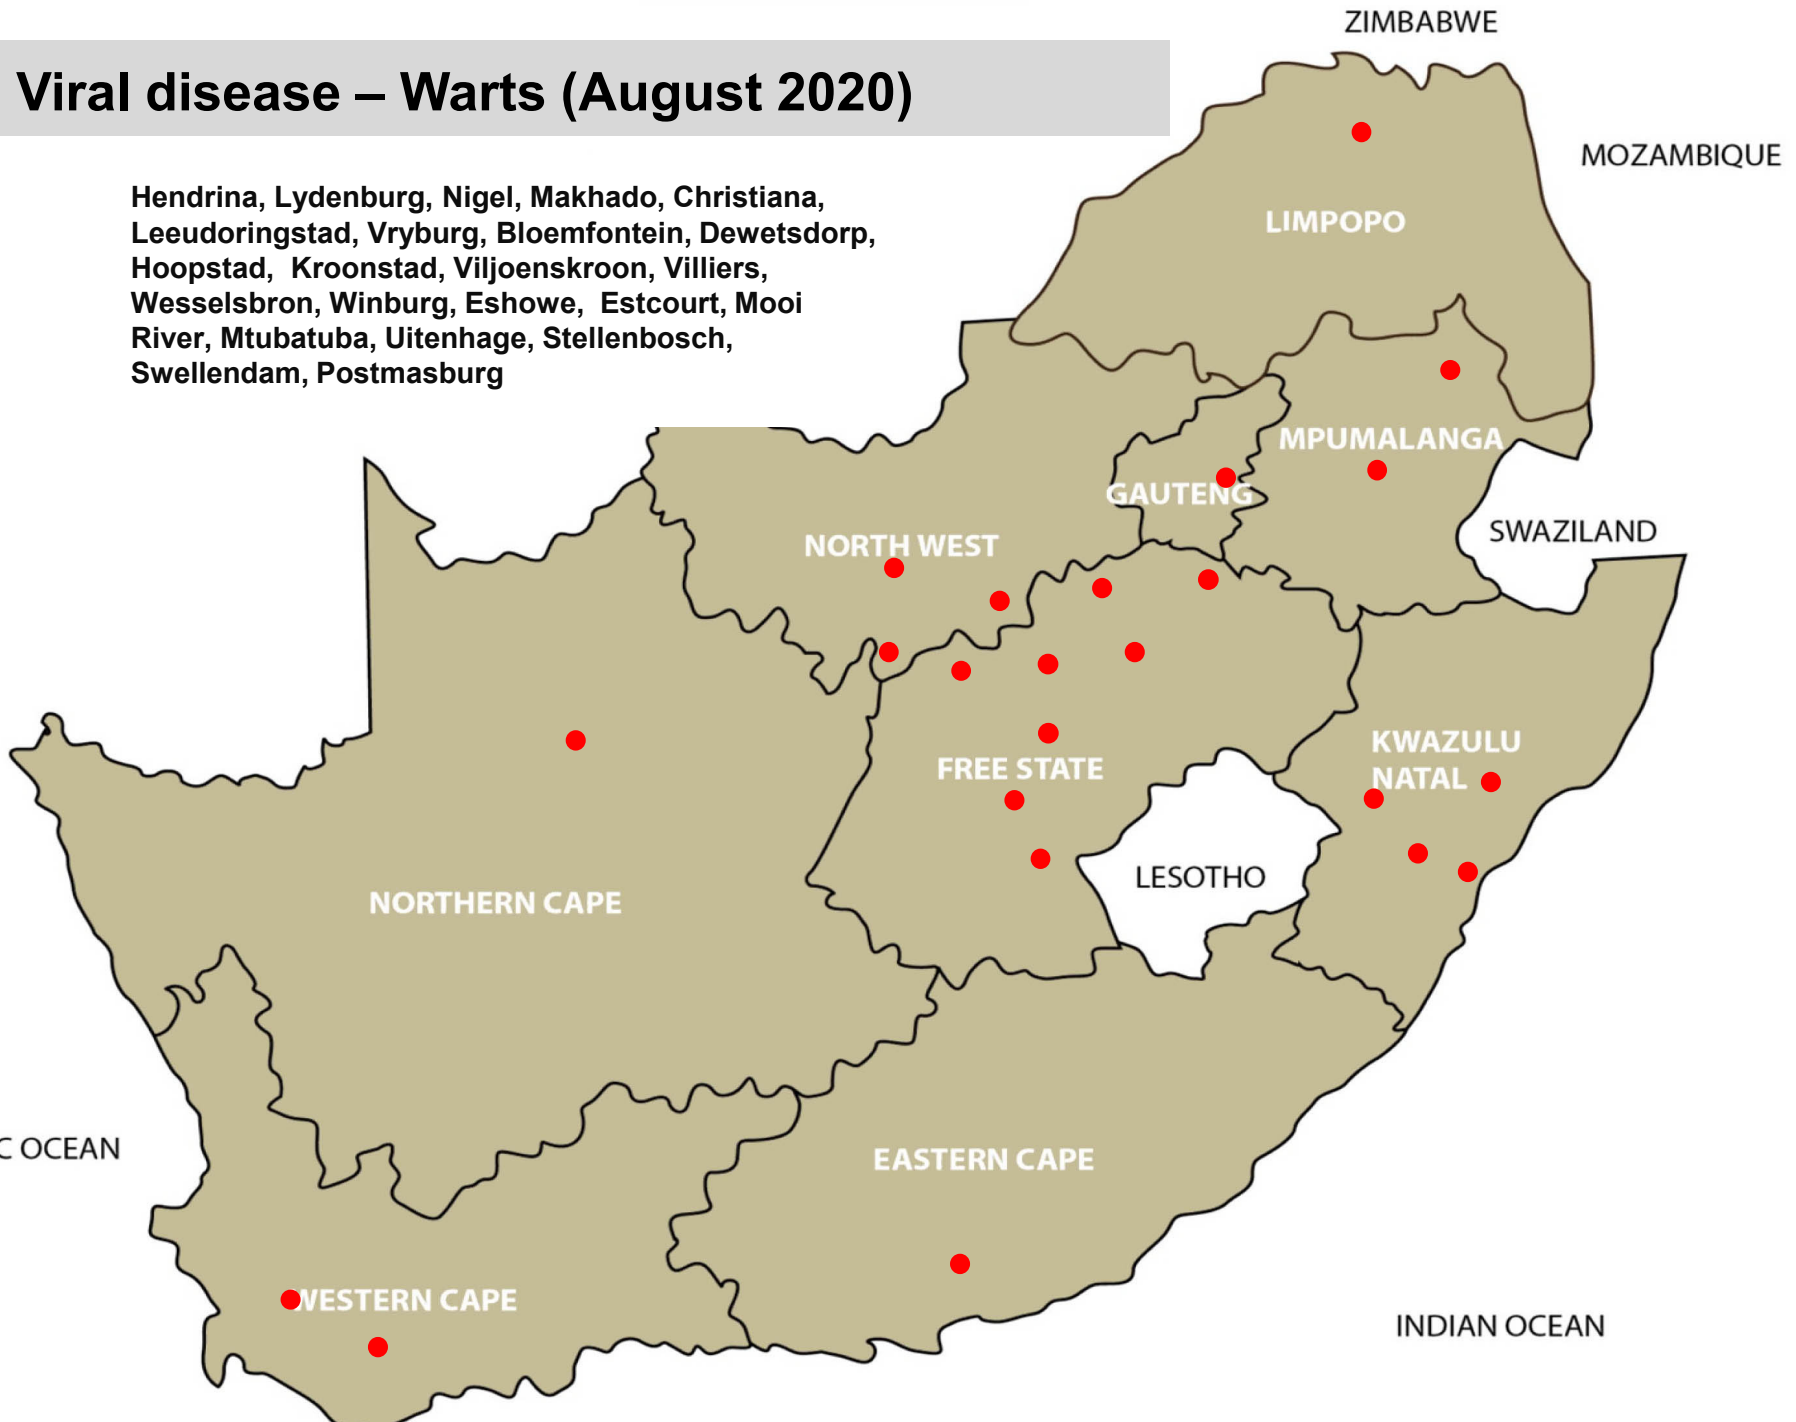 ZIMBABWE
Viral disease – Warts (August 2020)
MOZAMBIQUE
Hendrina, Lydenburg, Nigel, Makhado, Christiana,
Leeudoringstad, Vryburg, Bloemfontein, Dewetsdorp,
Hoopstad, Kroonstad, Viljoenskroon, Villiers,
Wesselsbron, Winburg, Eshowe, Estcourt, Mooi
River, Mtubatuba, Uitenhage, Stellenbosch,
Swellendam, Postmasburg
LIMPOPO
MPUMALANGA
GAUTENG
SWAZILAND
NORTH WEST
KWAZULU
NATAL
FREE STATE
LESOTHO
NORTHERN CAPE
C OCEAN
EASTERN CAPE
WESTERN CAPE
INDIAN OCEAN